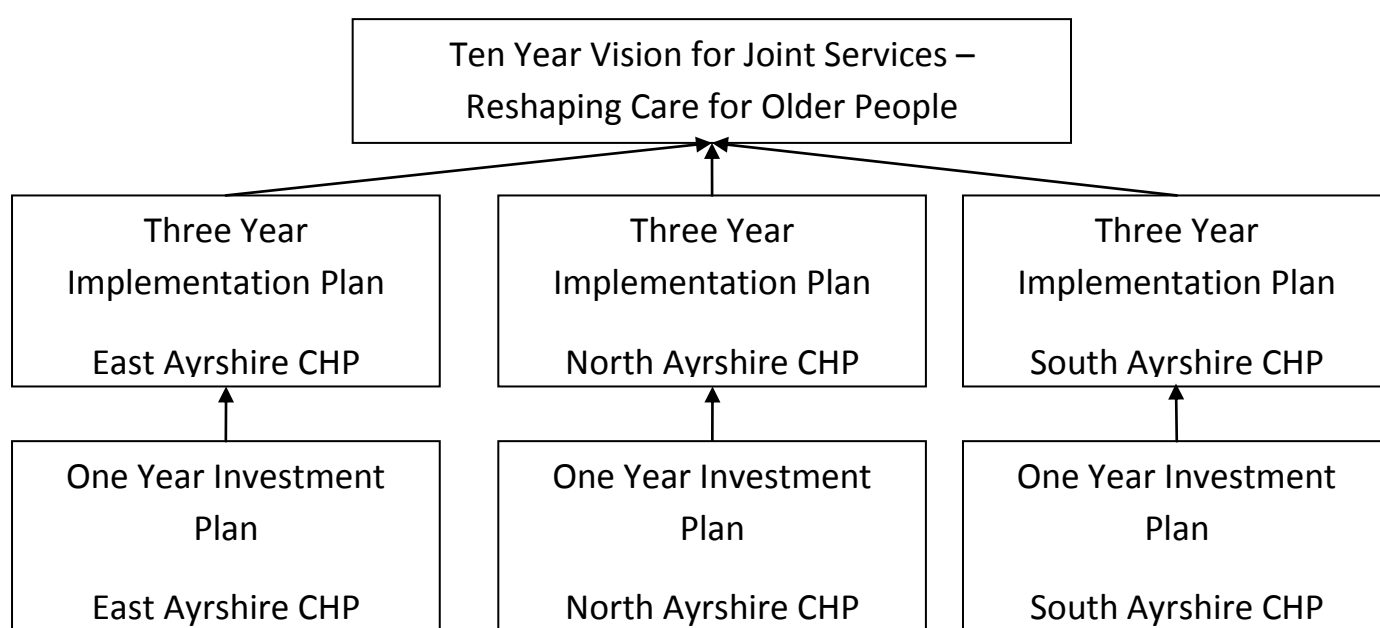 Ten Year Vision for Joint Services –
Reshaping Care for Older People
Three Year
Implementation Plan
East Ayrshire CHP
Three Year
Implementation Plan
North Ayrshire CHP
Three Year
Implementation Plan
South Ayrshire CHP
One Year Investment
Plan
East Ayrshire CHP
One Year Investment
Plan
North Ayrshire CHP
One Year Investment
Plan
South Ayrshire CHP